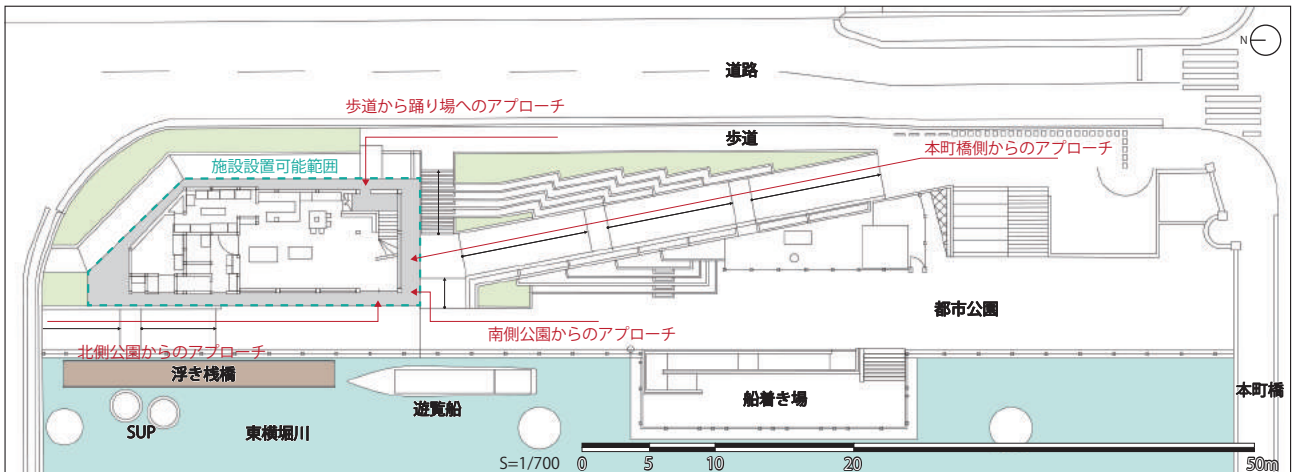 N
道路
歩道から踊り場へのアプローチ
歩道
本町橋側からのアプローチ
施設設置可能範囲
都市公園
南側公園からのアプローチ
北側公園からのアプローチ
浮き桟橋
遊覧船
船着き場
本町橋
SUP
東横堀川
S=1/700 0 5 10 20 50m